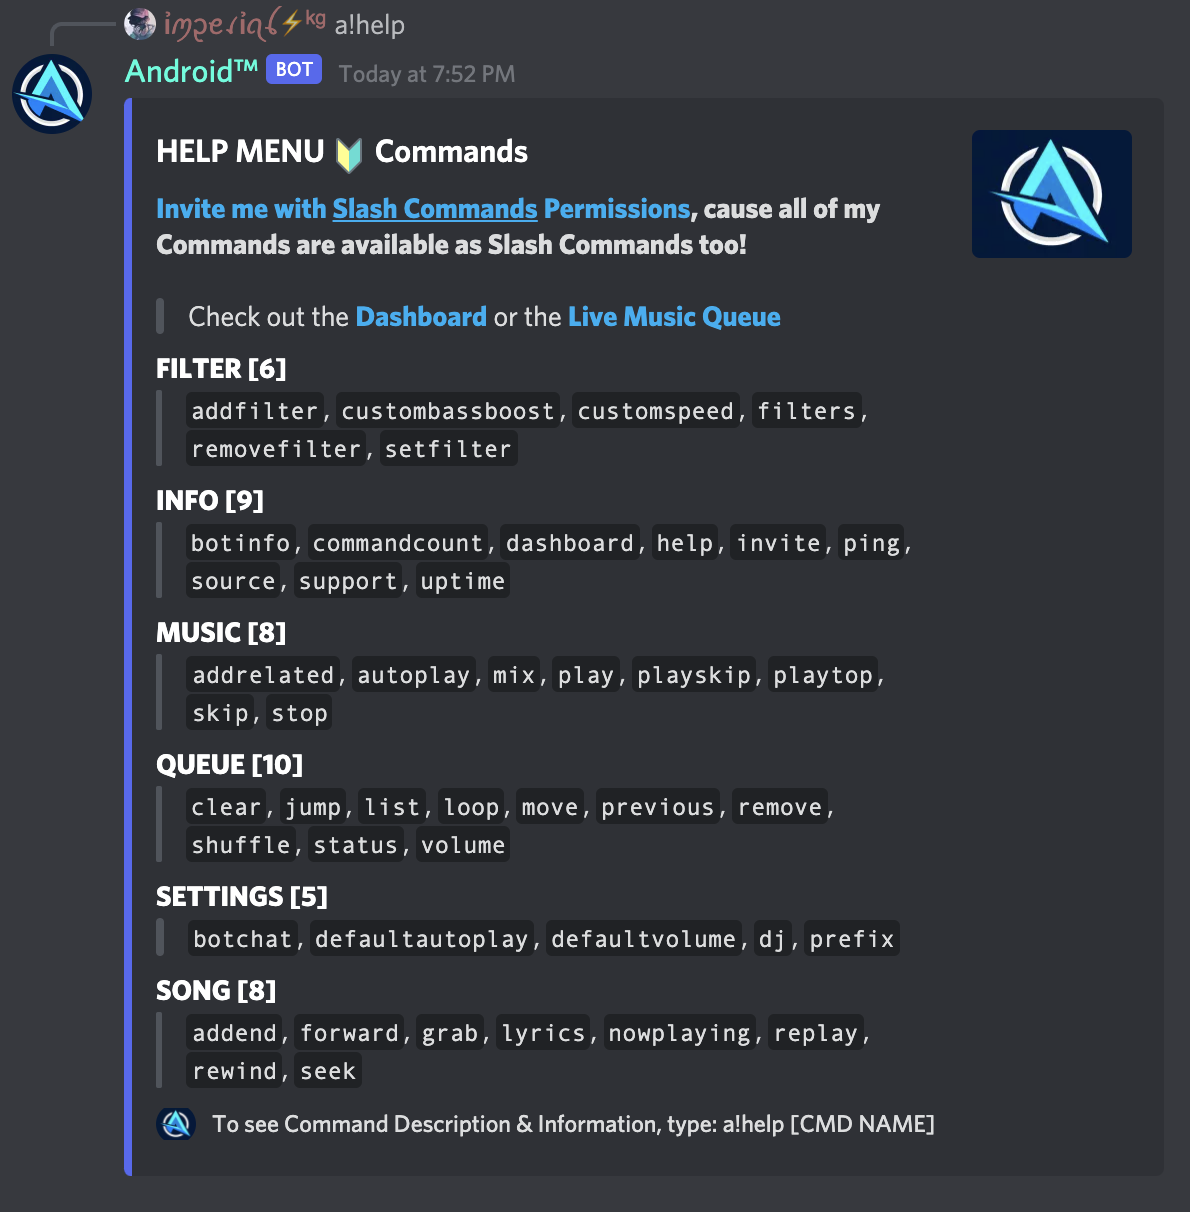 imperial⚡kg a!help
Android™ BOT Today at 7:52 PM
HELP MENU 🔰 Commands
Invite me with Slash Commands Permissions, cause all of my
Commands are available as Slash Commands too!
Check out the Dashboard or the Live Music Queue
FILTER [6]
addfilter, custombassboost, customspeed, filters,
removefilter, setfilter
INFO [9]
botinfo, commandcount, dashboard, help, invite, ping,
source, support, uptime
MUSIC [8]
addrelated, autoplay, mix, play, playskip, playtop,
skip, stop
QUEUE [10]
clear, jump, list, loop, move, previous, remove,
shuffle, status, volume
SETTINGS [5]
botchat, defaultautoplay, defaultvolume, dj, prefix
SONG [8]
addend, forward, grab, lyrics, nowplaying, replay,
rewind, seek
To see Command Description & Information, type: a!help [CMD NAME]